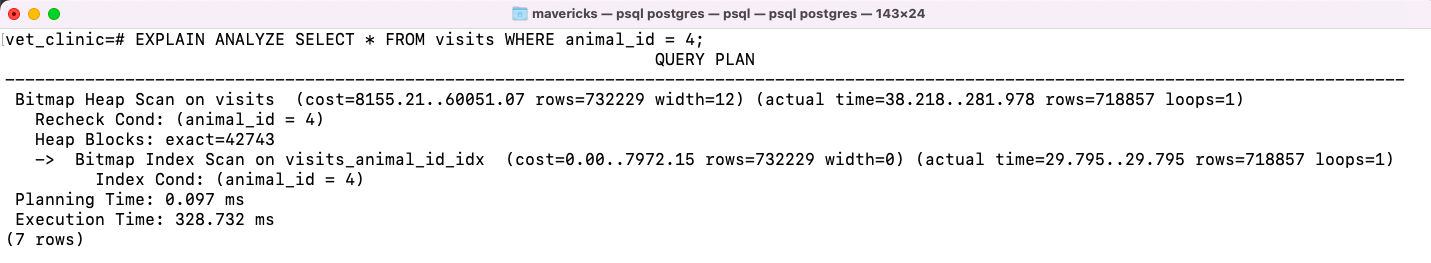 mavericks — psql postgres — psql — psql postgres — 143×24
vet_clinic=# EXPLAIN ANALYZE SELECT * FROM visits WHERE animal_id = 4;
QUERY PLAN
Bitmap Heap Scan on visits  (cost=8155.21..60051.07 rows=732229 width=12) (actual time=38.218..281.978 rows=718857 loops=1)
Recheck Cond: (animal_id = 4)
Heap Blocks: exact=42743
->  Bitmap Index Scan on visits_animal_id_idx  (cost=0.00..7972.15 rows=732229 width=0) (actual time=29.795..29.795 rows=718857 loops=1)
Index Cond: (animal_id = 4)
Planning Time: 0.097 ms
Execution Time: 328.732 ms
(7 rows)